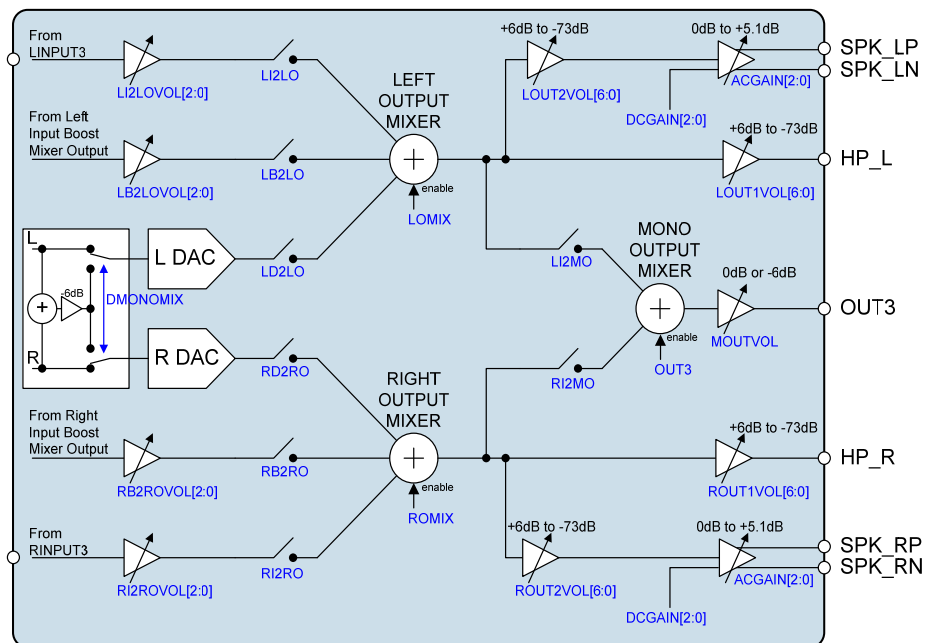 From
LINPUT3
LI2LOVOL[2:0]
LI2LO
+6dB to -73dB
LOUT2VOL[6:0]
0dB to +5.1dB
ACGAIN[2:0]
DCGAIN[2:0]
SPK_LP
SPK_LN
LEFT
OUTPUT
MIXER
From Left
Input Boost
Mixer Output
LB2LOVOL[2:0]
LB2LO
enable
LOMIX
+6dB to -73dB
LOUT1VOL[6:0]
HP_L
L
-6dB
DMONOMIX
R
L DAC
LD2LO
R DAC
RD2RO
LI2MO
RI2MO
MONO
OUTPUT
MIXER
enable
OUT3
0dB or -6dB
MOUTVOL
OUT3
RIGHT
OUTPUT
MIXER
From Right
Input Boost
Mixer Output
RB2ROVOL[2:0]
RB2RO
enable
ROMIX
+6dB to -73dB
ROUT1VOL[6:0]
HP_R
From
RINPUT3
RI2ROVOL[2:0]
RI2RO
+6dB to -73dB
ROUT2VOL[6:0]
0dB to +5.1dB
ACGAIN[2:0]
DCGAIN[2:0]
SPK_RP
SPK_RN